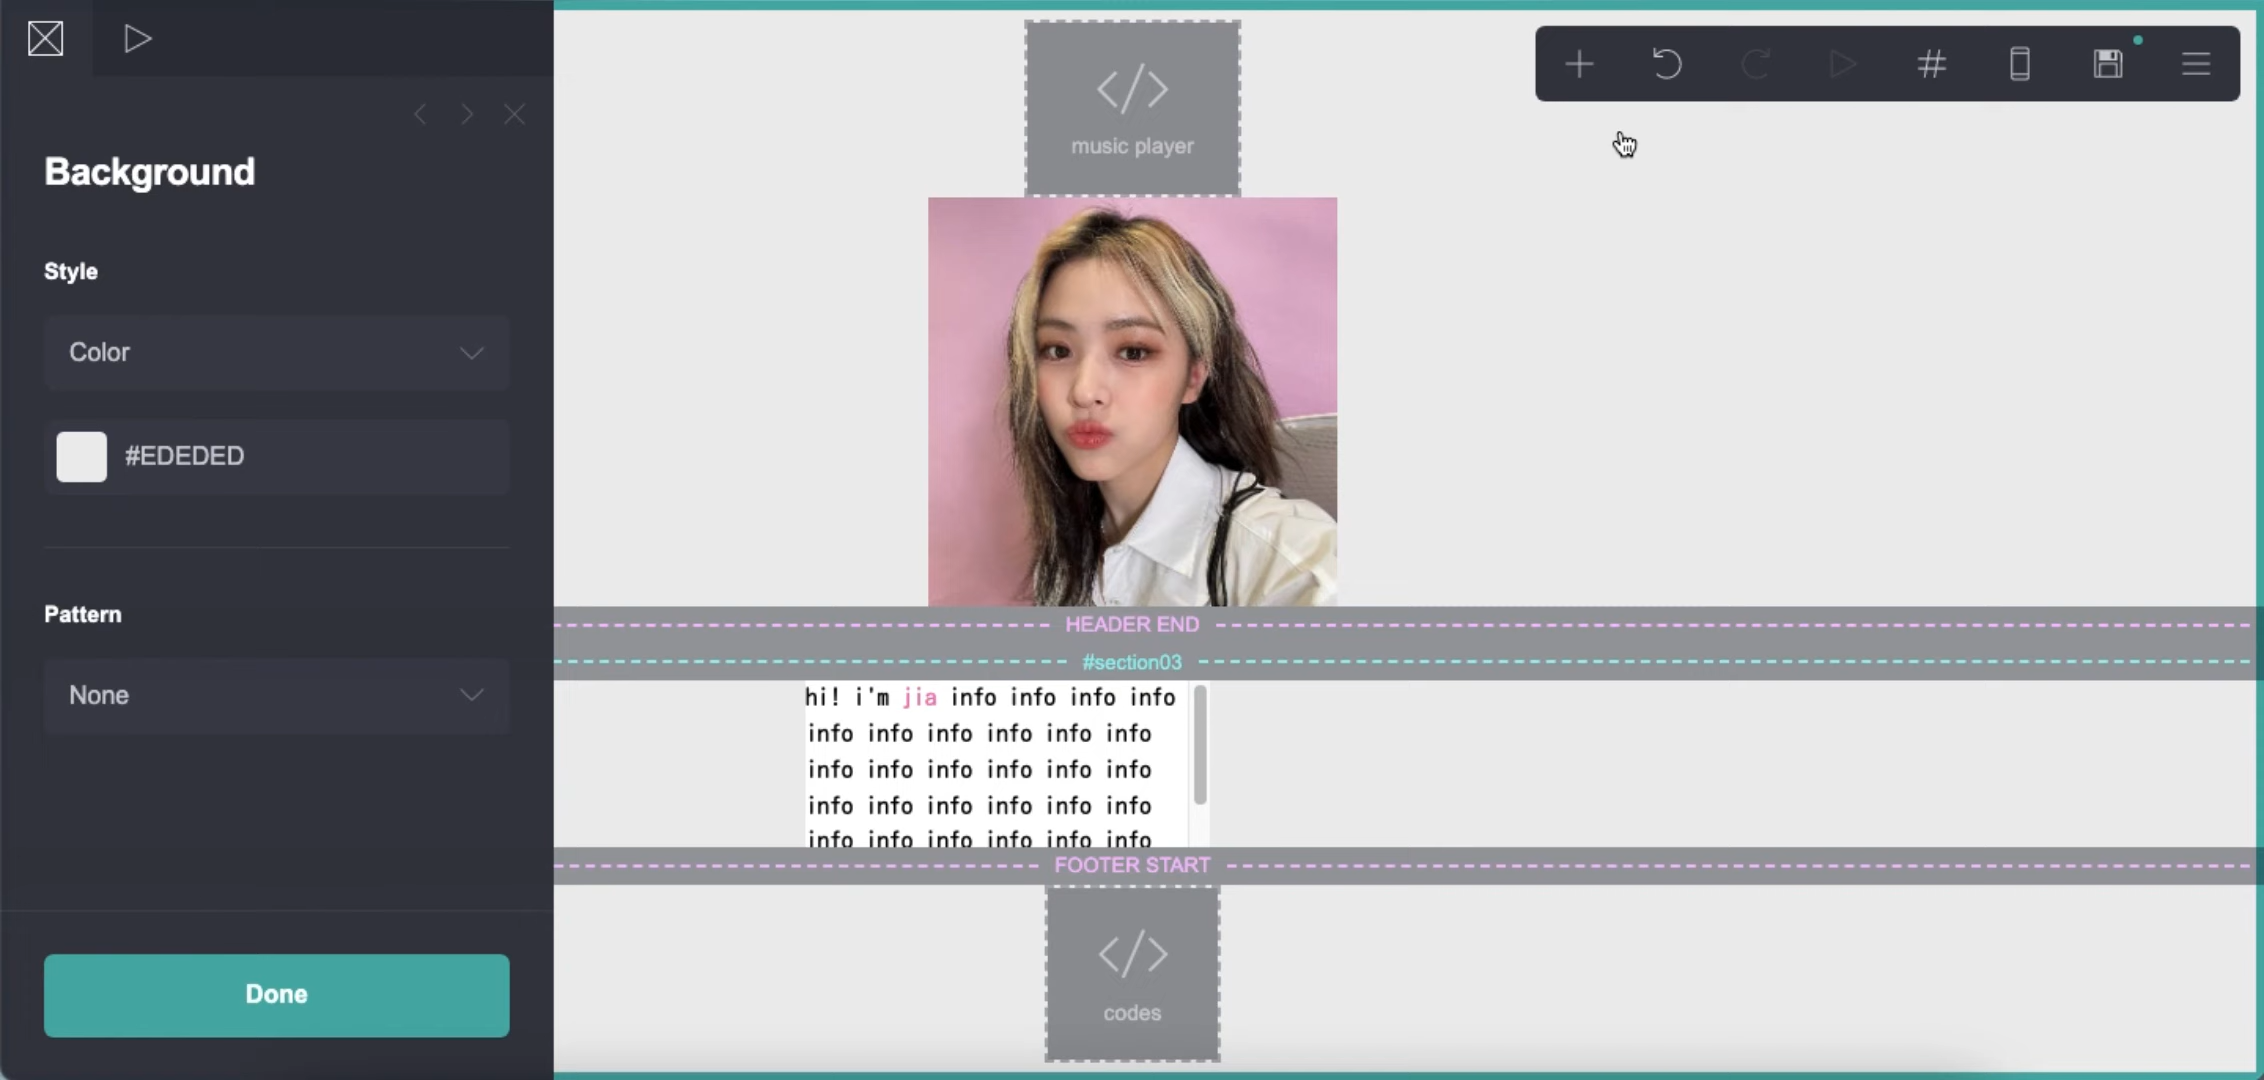 Background
Style
Color
#EDEDED
Pattern
None
Done
music player
HEADER END
#section03
hi! i'm jia info info info info
info info info info info info
info info info info info info
info info info info info info
info info info info info info
FOOTER START
codes